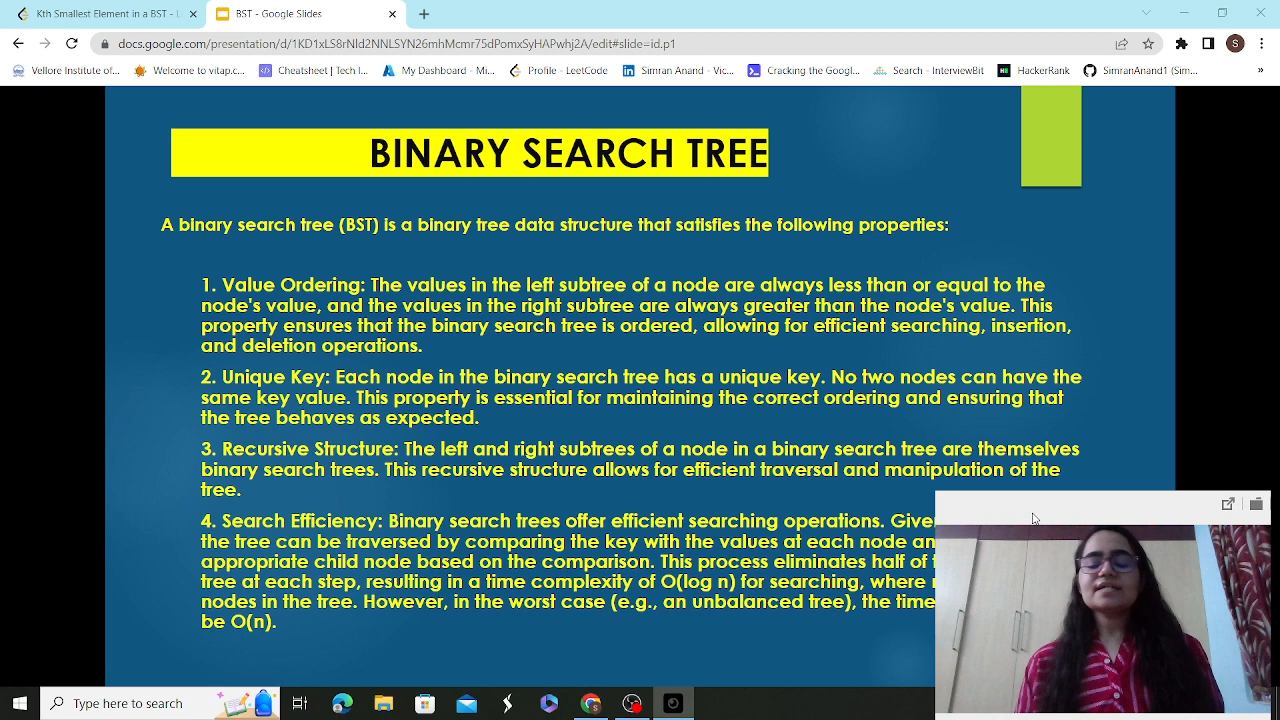 Kth Smallest Element in a BST - L
BST - Google Slides
docs.google.com/presentation/d/1KD1xLS8rNld2NNLSYN26mhMcmr75dPomxSyHAPwhj2A/edit#slide=id.p1
S
Vellore Institute of...
Welcome to vitap.c...
Cheatsheet | Tech I...
My Dashboard - Mi...
Profile - LeetCode
Simran Anand - Vic...
Cracking the Googl...
Search - InterviewBit
HackerRank
SimranAnand1 (Sim...
»
BINARY SEARCH TREE
A binary search tree (BST) is a binary tree data structure that satisfies the following properties:
1. Value Ordering: The values in the left subtree of a node are always less than or equal to the
node's value, and the values in the right subtree are always greater than the node's value. This
property ensures that the binary search tree is ordered, allowing for efficient searching, insertion,
and deletion operations.
2. Unique Key: Each node in the binary search tree has a unique key. No two nodes can have the
same key value. This property is essential for maintaining the correct ordering and ensuring that
the tree behaves as expected.
3. Recursive Structure: The left and right subtrees of a node in a binary search tree are themselves
binary search trees. This recursive structure allows for efficient traversal and manipulation of the
tree.
4. Search Efficiency: Binary search trees offer efficient searching operations. Given
the tree can be traversed by comparing the key with the values at each node an
appropriate child node based on the comparison. This process eliminates half of t
tree at each step, resulting in a time complexity of O(log n) for searching, where
nodes in the tree. However, in the worst case (e.g., an unbalanced tree), the time
be O(n).
Type here to search